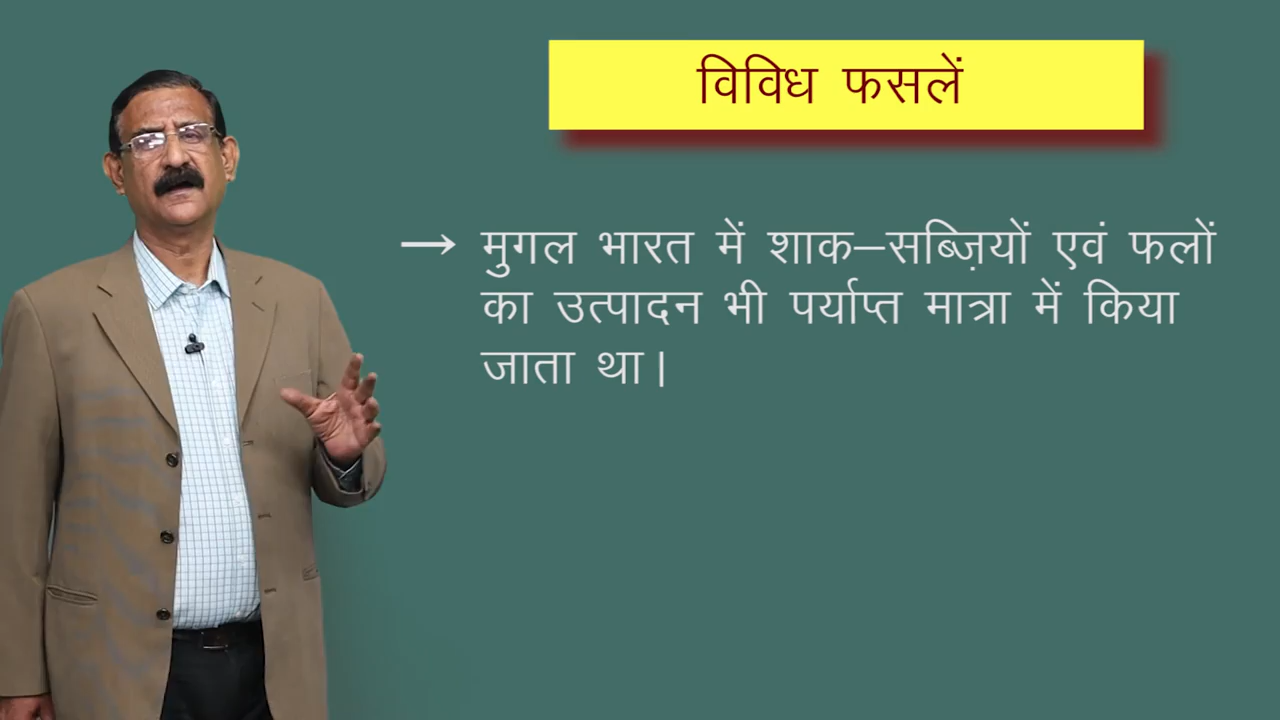 विविध फसलें
→ मुगल भारत में शाक–सब्ज़ियों एवं फलों
का उत्पादन भी पर्याप्त मात्रा में किया
जाता था।